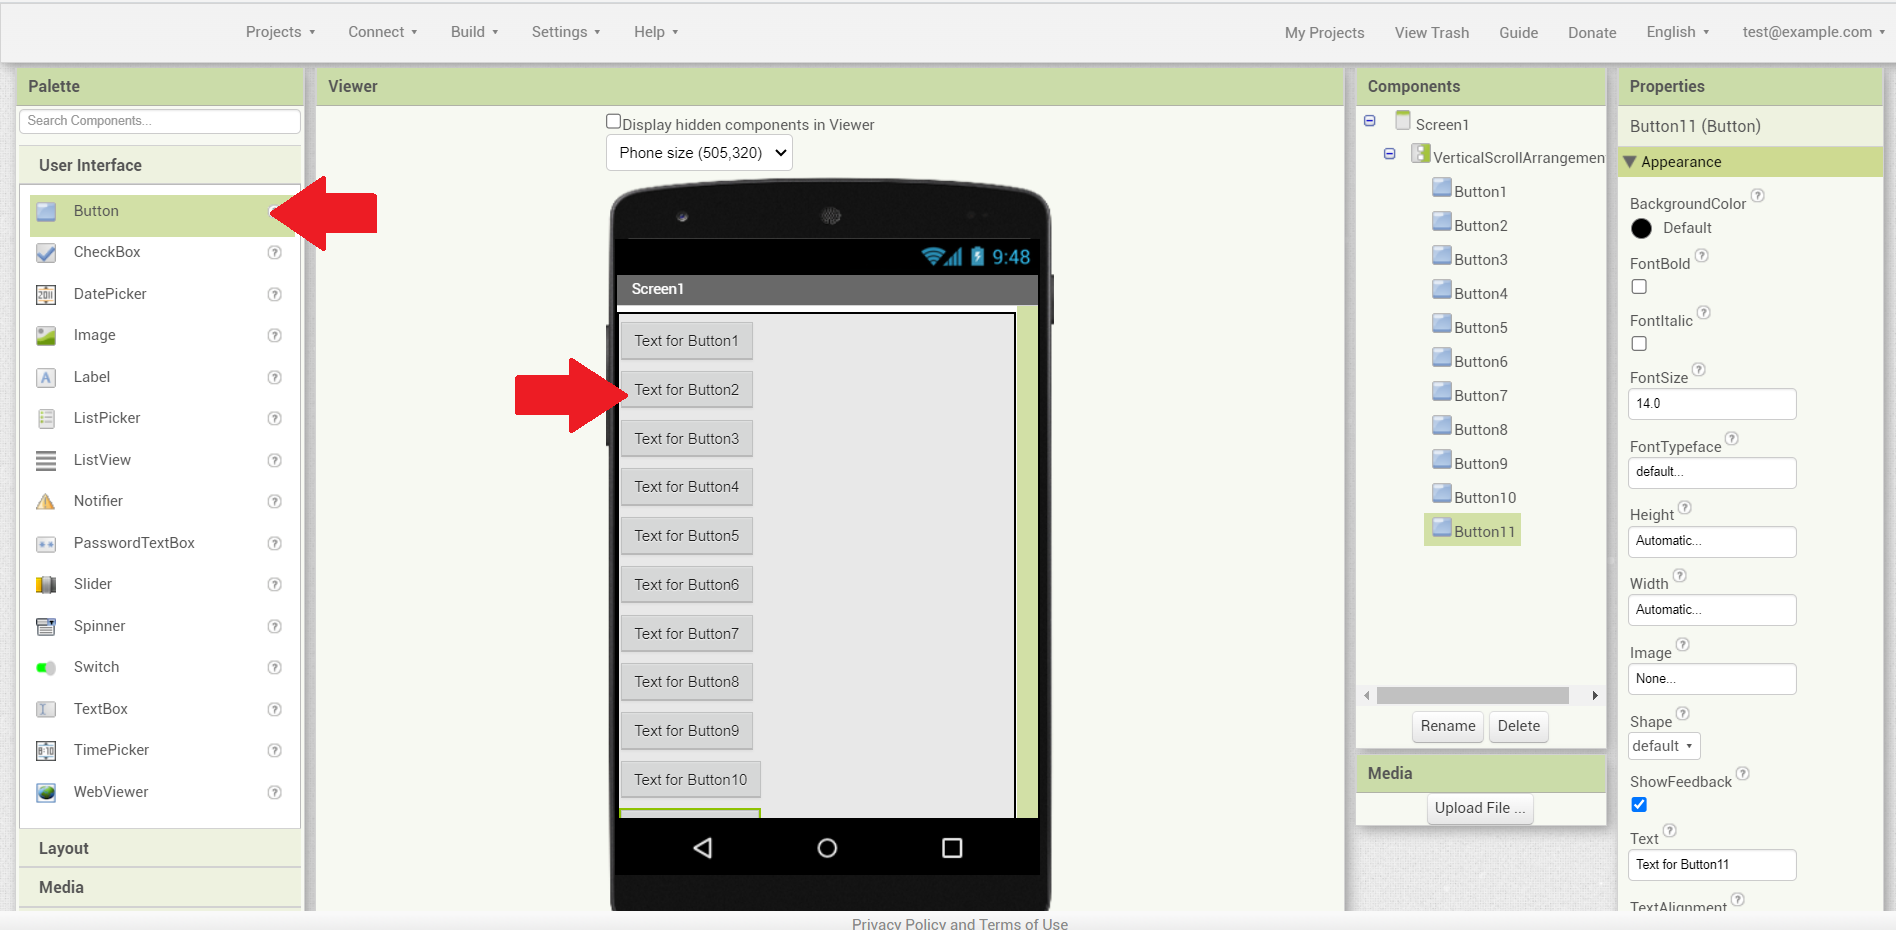 Projects Connect Build Settings Help My Projects View Trash Guide Donate English test@example.com
Palette
Search Components...
User Interface
Button
CheckBox
DatePicker
Image
Label
ListPicker
ListView
Notifier
PasswordTextBox
Slider
Spinner
Switch
TextBox
TimePicker
WebViewer
Layout
Media
Viewer
Display hidden components in Viewer
Phone size (505,320)
9:48
Screen1
Text for Button1
Text for Button2
Text for Button3
Text for Button4
Text for Button5
Text for Button6
Text for Button7
Text for Button8
Text for Button9
Text for Button10
Components
Screen1
VerticalScrollArrangemen
Button1
Button2
Button3
Button4
Button5
Button6
Button7
Button8
Button9
Button10
Button11
Rename Delete
Media
Upload File ...
Properties
Button11 (Button)
Appearance
BackgroundColor
Default
FontBold
FontItalic
FontSize
14.0
FontTypeface
default...
Height
Automatic...
Width
Automatic...
Image
None...
Shape
default
ShowFeedback
Text
Text for Button11
TextAlignment
Privacy Policy and Terms of Use